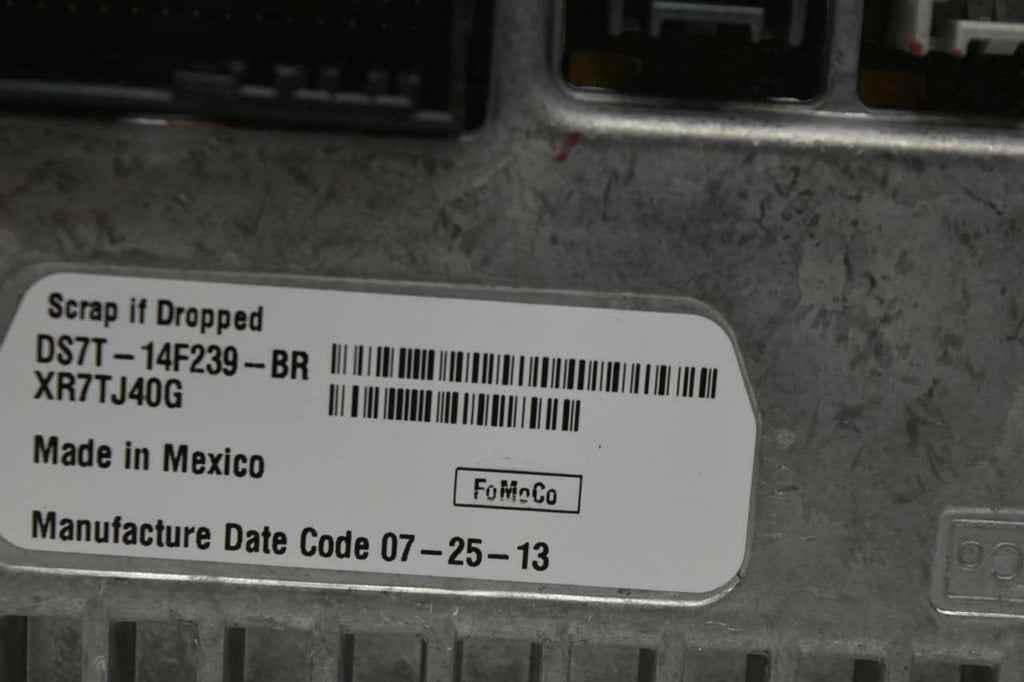 Scrap if Dropped
DS7T-14F239-BR
XR7TJ40G
Made in Mexico
FoMoCo
Manufacture Date Code 07-25-13